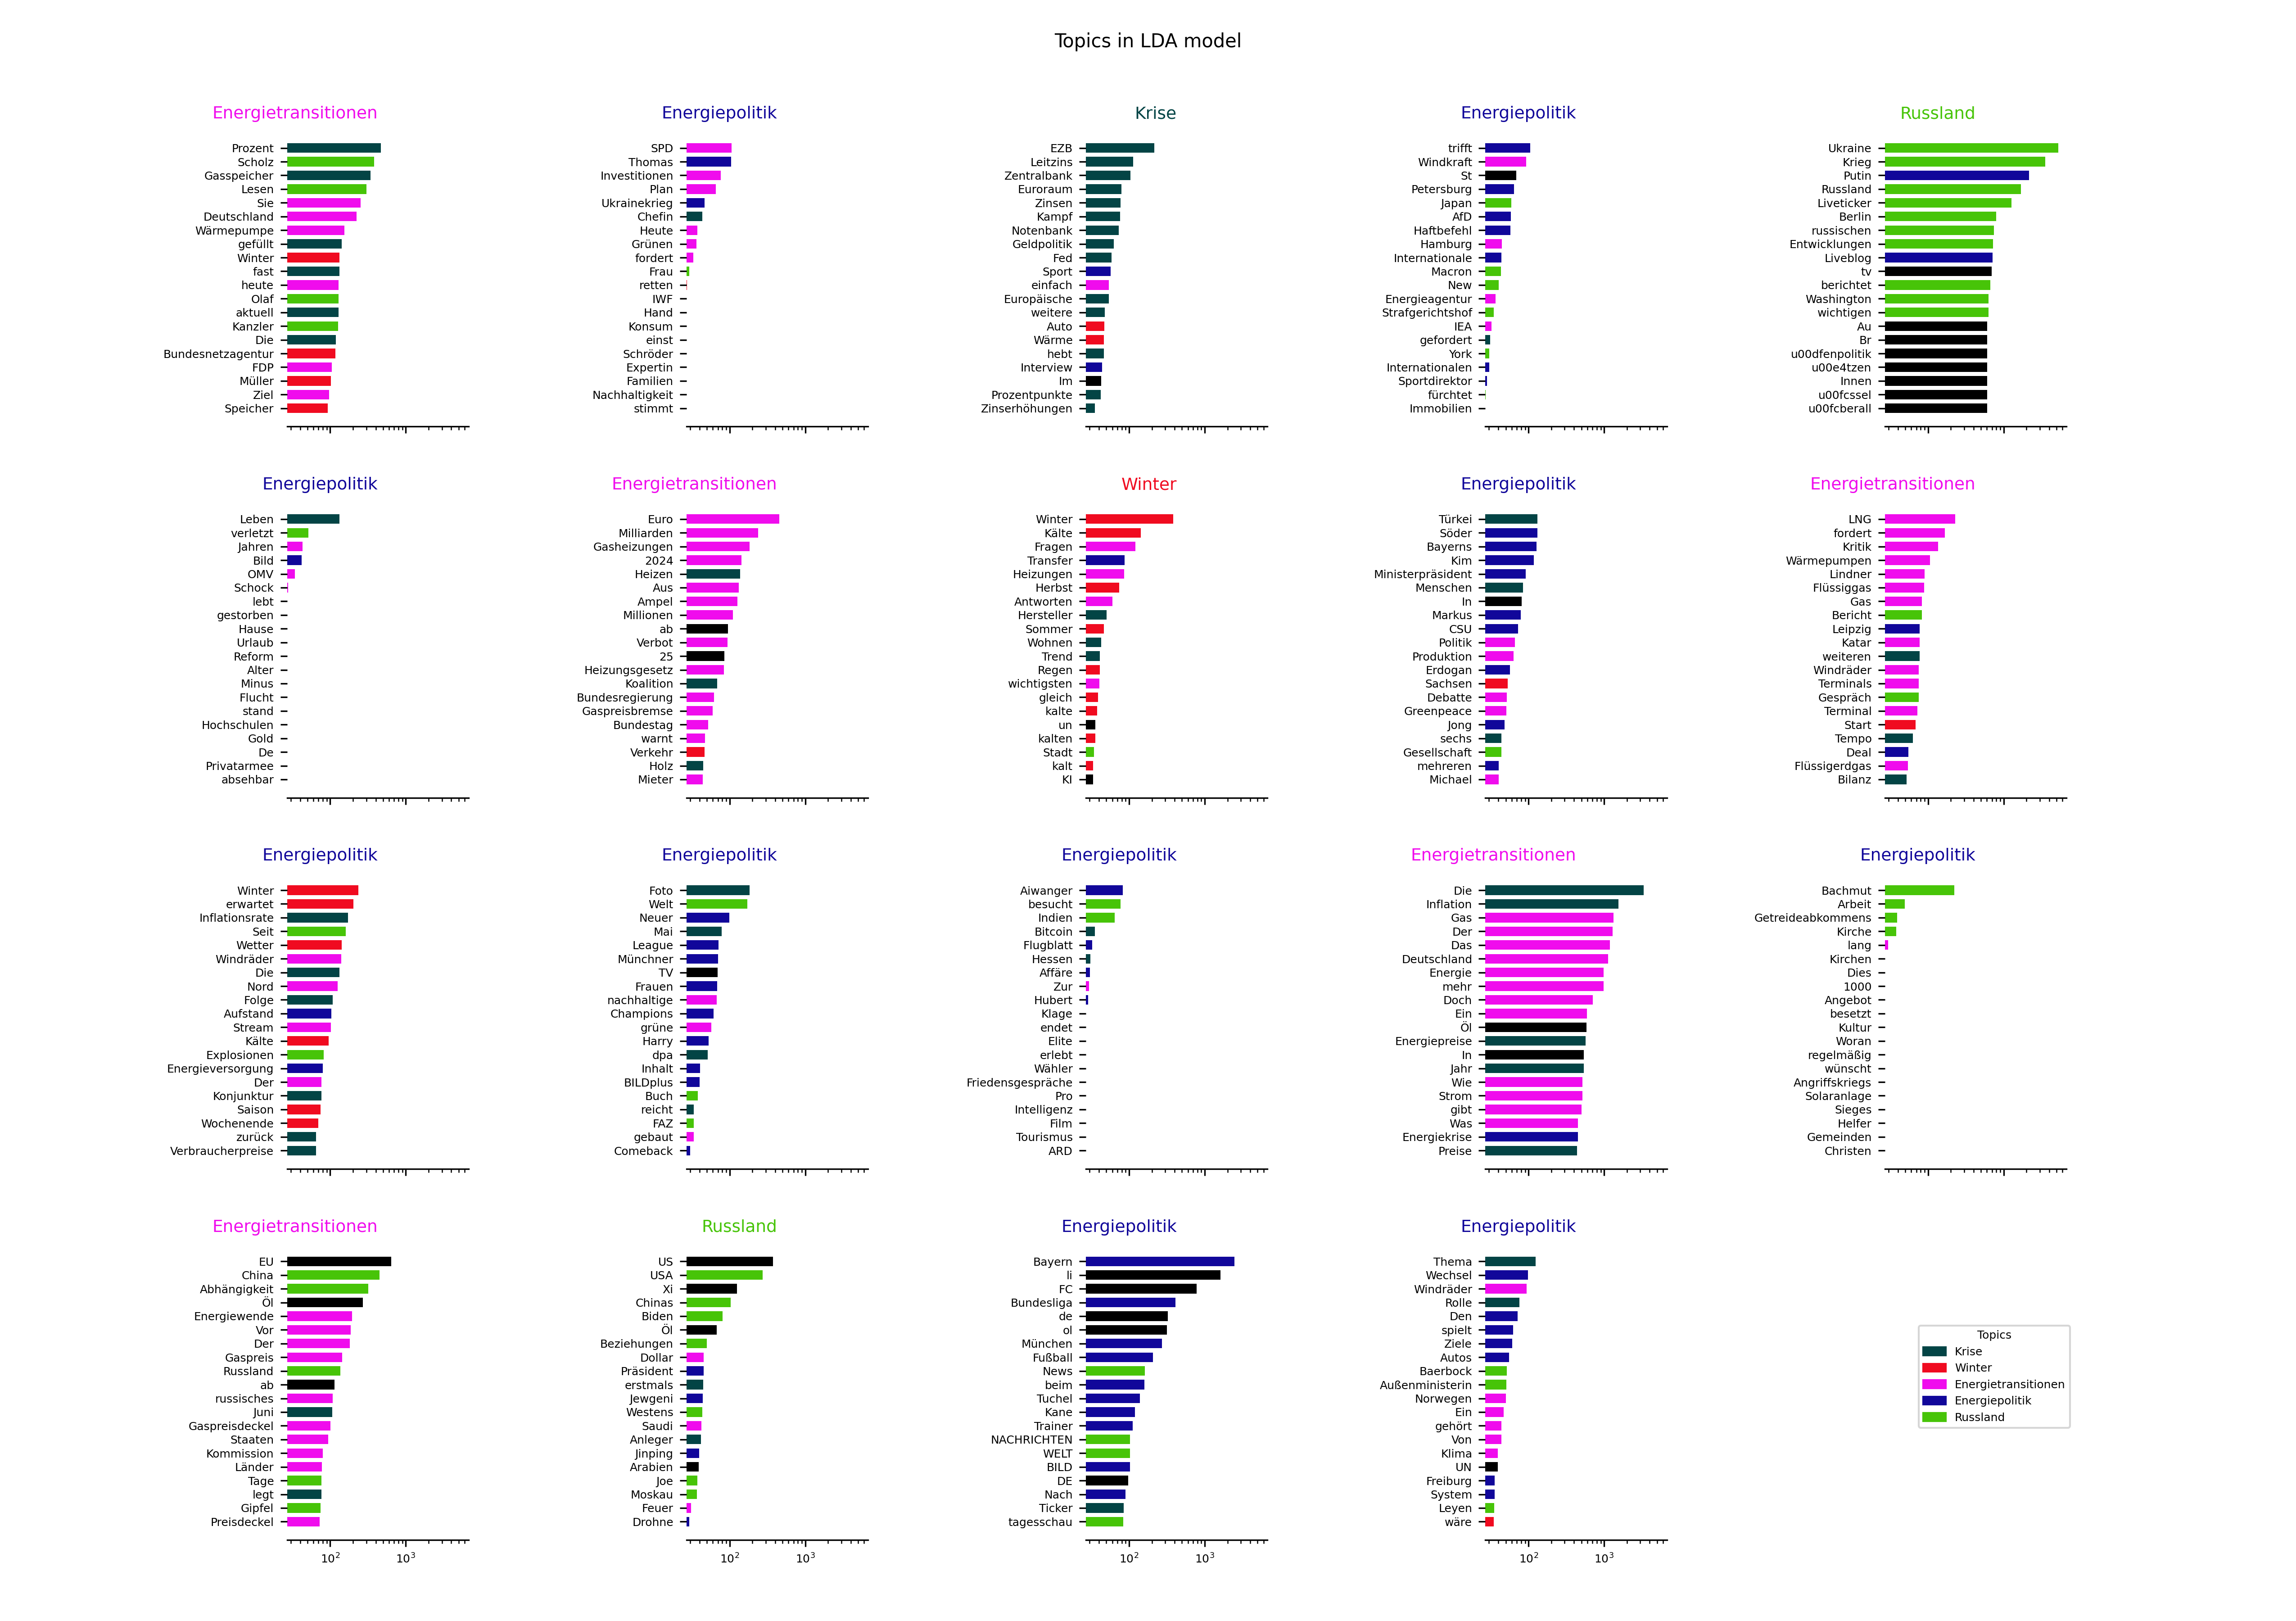 Topics in LDA model
Energietransitionen
Prozent
Scholz
Gasspeicher
Lesen
Sie
Deutschland
Wärmepumpe
gefüllt
Winter
fast
heute
Olaf
aktuell
Kanzler
Die
Bundesnetzagentur
FDP
Müller
Ziel
Speicher
Energiepolitik
SPD
Thomas
Investitionen
Plan
Ukrainekrieg
Chefin
Heute
Grünen
fordert
Frau
retten
IWF
Hand
Konsum
einst
Schröder
Expertin
Familien
Nachhaltigkeit
stimmt
Krise
EZB
Leitzins
Zentralbank
Euroraum
Zinsen
Kampf
Notenbank
Geldpolitik
Fed
Sport
einfach
Europäische
weitere
Auto
Wärme
hebt
Interview
Im
Prozentpunkte
Zinserhöhungen
Energiepolitik
trifft
Windkraft
St
Petersburg
Japan
AfD
Haftbefehl
Hamburg
Internationale
Macron
New
Energieagentur
Strafgerichtshof
IEA
gefordert
York
Internationalen
Sportdirektor
fürchtet
Immobilien
Russland
Ukraine
Krieg
Putin
Russland
Liveticker
Berlin
russischen
Entwicklungen
Liveblog
tv
berichtet
Washington
wichtigen
Au
Br
u00dfenpolitik
u00e4tzen
Innen
u00fcssel
u00fcberall
Energiepolitik
Leben
verletzt
Jahren
Bild
OMV
Schock
lebt
gestorben
Hause
Urlaub
Reform
Alter
Minus
Flucht
stand
Hochschulen
Gold
De
Privatarmee
absehbar
Energietransitionen
Euro
Milliarden
Gasheizungen
2024
Heizen
Aus
Ampel
Millionen
ab
Verbot
25
Heizungsgesetz
Koalition
Bundesregierung
Gaspreisbremse
Bundestag
warnt
Verkehr
Holz
Mieter
Winter
Winter
Kälte
Fragen
Transfer
Heizungen
Herbst
Antworten
Hersteller
Sommer
Wohnen
Trend
Regen
wichtigsten
gleich
kalte
un
kalten
Stadt
kalt
KI
Energiepolitik
Türkei
Söder
Bayerns
Kim
Ministerpräsident
Menschen
In
Markus
CSU
Politik
Produktion
Erdogan
Sachsen
Debatte
Greenpeace
Jong
sechs
Gesellschaft
mehreren
Michael
Energietransitionen
LNG
fordert
Kritik
Wärmepumpen
Lindner
Flüssiggas
Gas
Bericht
Leipzig
Katar
weiteren
Windräder
Terminals
Gespräch
Terminal
Start
Tempo
Deal
Flüssigerdgas
Bilanz
Energiepolitik
Winter
erwartet
Inflationsrate
Seit
Wetter
Windräder
Die
Nord
Folge
Aufstand
Stream
Kälte
Explosionen
Energieversorgung
Der
Konjunktur
Saison
Wochenende
zurück
Verbraucherpreise
Energiepolitik
Foto
Welt
Neuer
Mai
League
Münchner
TV
Frauen
nachhaltige
Champions
grüne
Harry
dpa
Inhalt
BILDplus
Buch
reicht
FAZ
gebaut
Comeback
Energiepolitik
Aiwanger
besucht
Indien
Bitcoin
Flugblatt
Hessen
Affäre
Zur
Hubert
Klage
endet
Elite
erlebt
Wähler
Friedensgespräche
Pro
Intelligenz
Film
Tourismus
ARD
Energietransitionen
Die
Inflation
Gas
Der
Das
Deutschland
Energie
mehr
Doch
Ein
Öl
Energiepreise
In
Jahr
Wie
Strom
gibt
Was
Energiekrise
Preise
Energiepolitik
Bachmut
Arbeit
Getreideabkommens
Kirche
lang
Kirchen
Dies
1000
Angebot
besetzt
Kultur
Woran
regelmäßig
wünscht
Angriffskriegs
Solaranlage
Sieges
Helfer
Gemeinden
Christen
Energietransitionen
EU
China
Abhängigkeit
Öl
Energiewende
Vor
Der
Gaspreis
Russland
ab
russisches
Juni
Gaspreisdeckel
Staaten
Kommission
Länder
Tage
legt
Gipfel
Preisdeckel
10² 10³
Russland
US
USA
Xi
Chinas
Biden
Öl
Beziehungen
Dollar
Präsident
erstmals
Jewgeni
Westens
Saudi
Anleger
Jinping
Arabien
Joe
Moskau
Feuer
Drohne
10² 10³
Energiepolitik
Bayern
li
FC
Bundesliga
de
ol
München
Fußball
News
beim
Tuchel
Kane
Trainer
NACHRICHTEN
WELT
BILD
DE
Nach
Ticker
tagesschau
10² 10³
Energiepolitik
Thema
Wechsel
Windräder
Rolle
Den
spielt
Ziele
Autos
Baerbock
Außenministerin
Norwegen
Ein
gehört
Von
Klima
UN
Freiburg
System
Leyen
wäre
10² 10³
Topics
Krise
Winter
Energietransitionen
Energiepolitik
Russland